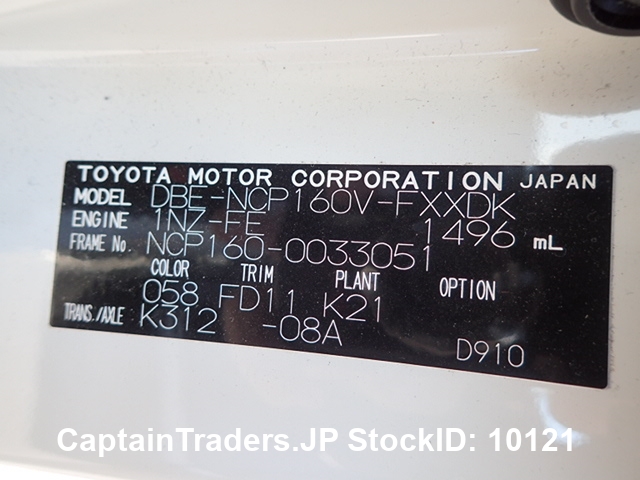 TOYOTA MOTOR CORPORATION JAPAN
MODEL DBE-NCP160V-FXXDK
ENGINE 1NZ-FE 1496 mL
FRAME No. NCP160-0033051
COLOR TRIM PLANT OPTION
058 FD11 K21
TRANS./AXLE K312 -08A
D910
CaptainTraders.JP StockID: 10121